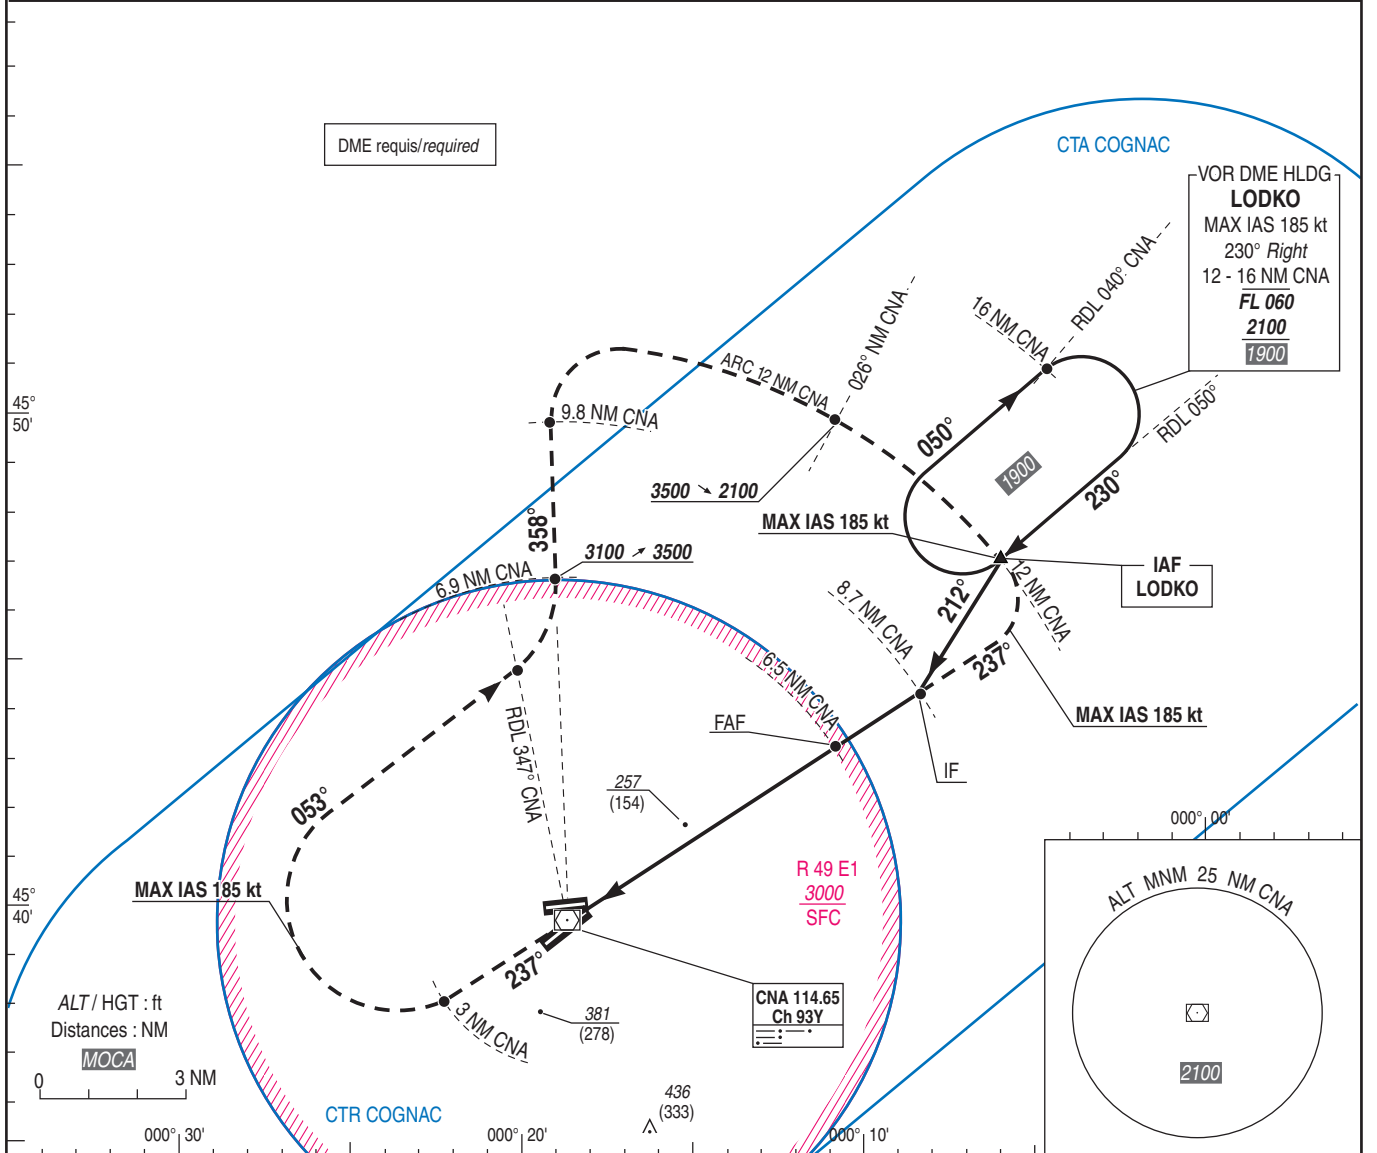 DME requis/required
CTA COGNAC
VOR DME HLDG
LODKO
MAX IAS 185 kt
230° Right
12 - 16 NM CNA
FL 060
2100
1900
RDL 040° CNA
16 NM CNA
026° NM CNA
ARC 12 NM CNA
9.8 NM CNA
RDL 050°
050°
1900
230°
45°
50'
3500 ➘ 2100
MAX IAS 185 kt
358°
3100 ➚ 3500
6.9 NM CNA
IAF
LODKO
12 NM CNA
212°
8.7 NM CNA
237°
6.5 NM CNA
MAX IAS 185 kt
FAF
IF
RDL 347° CNA
257
(154)
053°
000° 00'
R 49 E1
3000
SFC
MAX IAS 185 kt
45°
40'
ALT MNM 25 NM CNA
237°
CNA 114.65
Ch 93Y
3 NM CNA
381
(278)
ALT / HGT : ft
Distances : NM
MOCA
0 3 NM
2100
436
(333)
CTR COGNAC
000° 30'
000° 20'
000° 10'